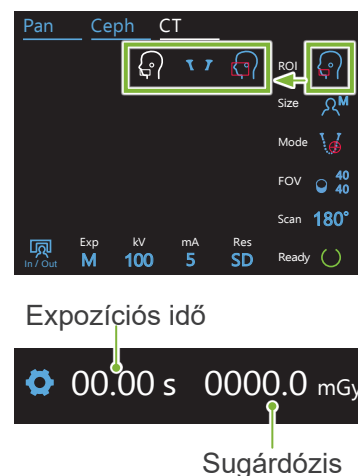 Pan Ceph CT
ROI
Size M
Mode
FOV 40 40
Scan 180°
In / Out Exp M kV 100 mA 5 Res SD Ready
Expozíciós idő
00.00 s 0000.0 mGy
Sugárdózis